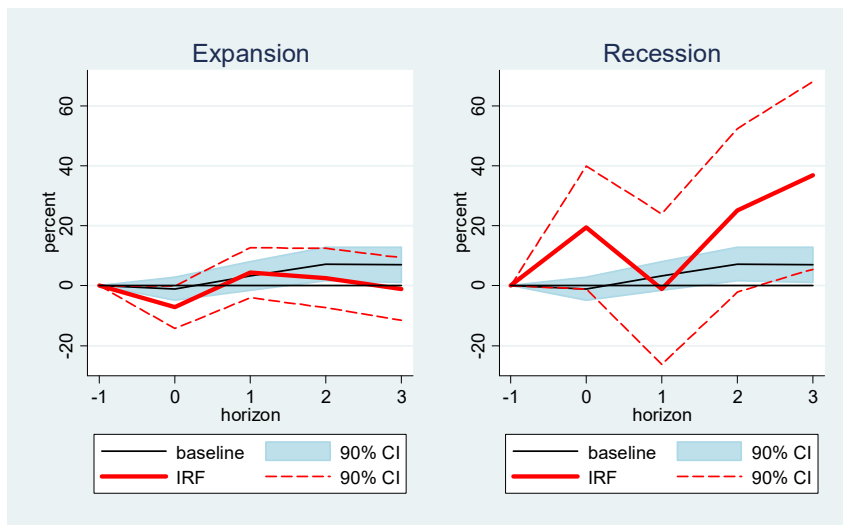 Expansion
60
40
20
0
-20
percent
-1 0 1 2 3
horizon
baseline 90% CI
IRF 90% CI
Recession
60
40
20
0
-20
percent
-1 0 1 2 3
horizon
baseline 90% CI
IRF 90% CI